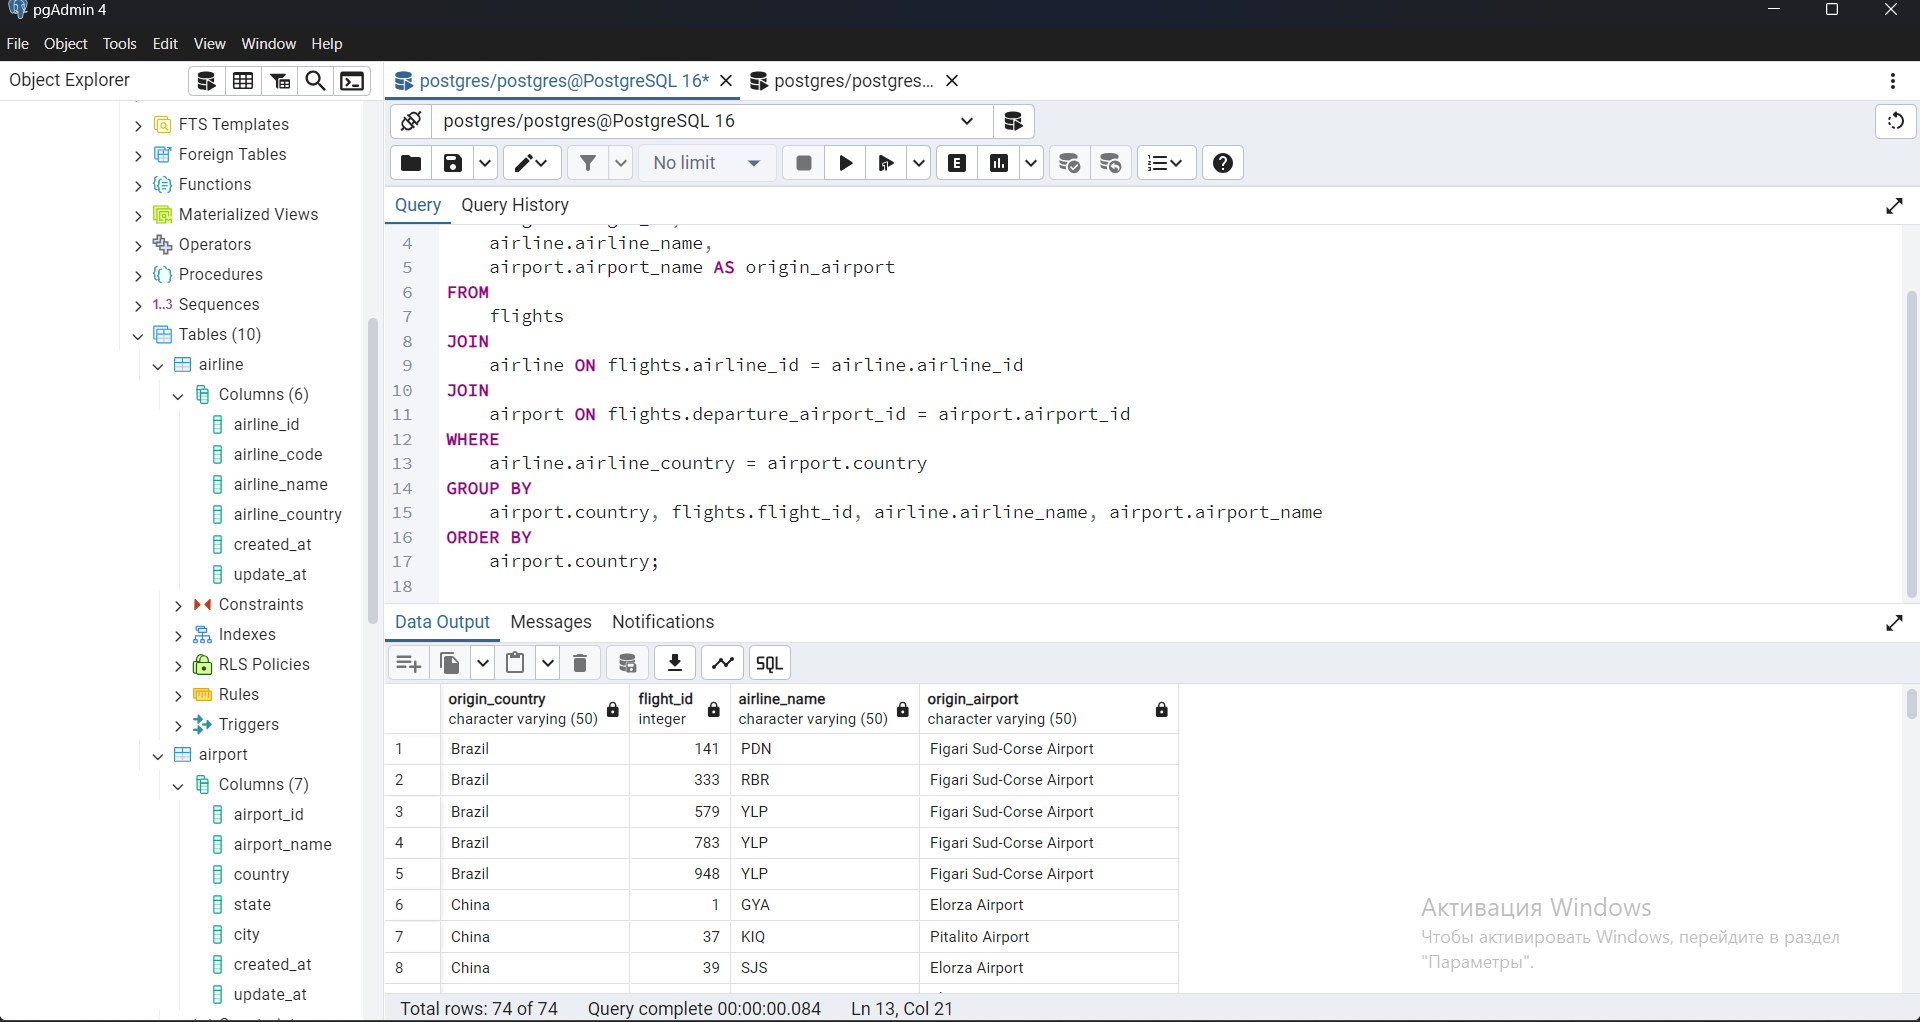 pgAdmin 4
File Object Tools Edit View Window Help
Object Explorer
postgres/postgres@PostgreSQL 16*
postgres/postgres...
postgres/postgres@PostgreSQL 16
No limit
E
Query
Query History
FTS Templates
Foreign Tables
Functions
Materialized Views
Operators
Procedures
1..3 Sequences
Tables (10)
airline
Columns (6)
airline_id
airline_code
airline_name
airline_country
created_at
update_at
Constraints
Indexes
RLS Policies
Rules
Triggers
airport
Columns (7)
airport_id
airport_name
country
state
city
created_at
update_at
4 airline.airline_name,
5 airport.airport_name AS origin_airport
6 FROM
7 flights
8 JOIN
9 airline ON flights.airline_id = airline.airline_id
10 JOIN
11 airport ON flights.departure_airport_id = airport.airport_id
12 WHERE
13 airline.airline_country = airport.country
14 GROUP BY
15 airport.country, flights.flight_id, airline.airline_name, airport.airport_name
16 ORDER BY
17 airport.country;
18
Data Output Messages Notifications
SQL
origin_country flight_id airline_name origin_airport
character varying (50) integer character varying (50) character varying (50)
1 Brazil 141 PDN Figari Sud-Corse Airport
2 Brazil 333 RBR Figari Sud-Corse Airport
3 Brazil 579 YLP Figari Sud-Corse Airport
4 Brazil 783 YLP Figari Sud-Corse Airport
5 Brazil 948 YLP Figari Sud-Corse Airport
6 China 1 GYA Elorza Airport
7 China 37 KIQ Pitalito Airport
8 China 39 SJS Elorza Airport
Активация Windows
Чтобы активировать Windows, перейдите в раздел
"Параметры".
Total rows: 74 of 74 Query complete 00:00:00.084 Ln 13, Col 21